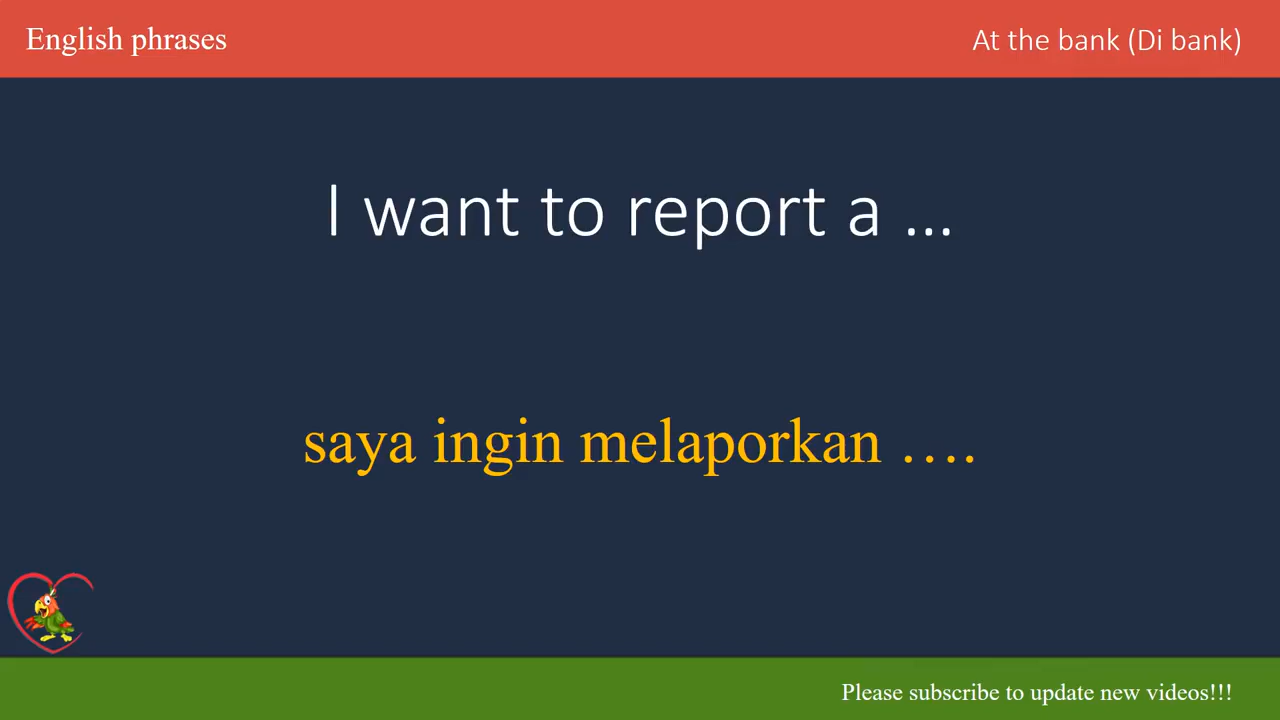 English phrases
At the bank (Di bank)
I want to report a ...
saya ingin melaporkan ....
Please subscribe to update new videos!!!